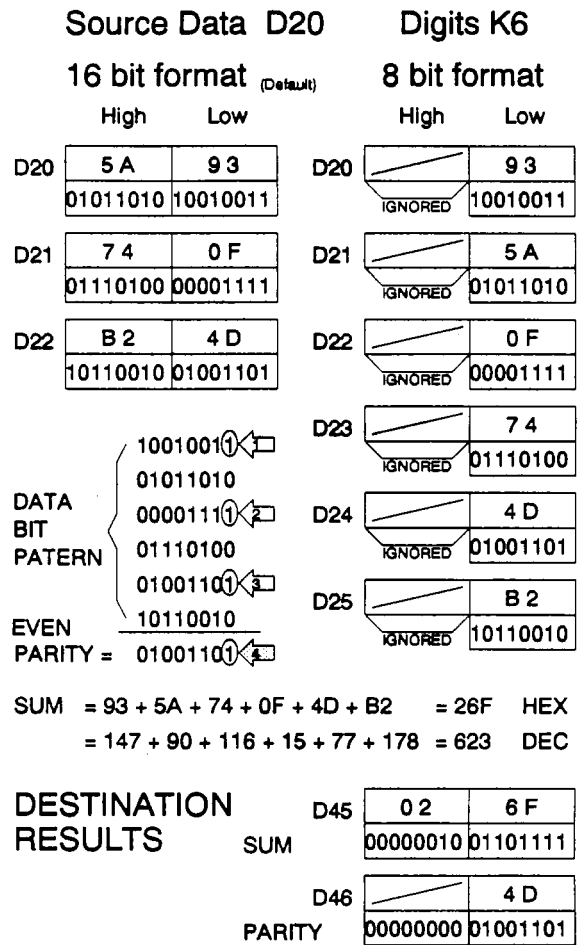 Source Data D20 Digits K6
16 bit format (Default) 8 bit format
High Low High Low
D20 5A 93 D20 93
01011010 10010011 IGNORED 10010011
D21 74 0F D21 5A
01110100 00001111 IGNORED 01011010
D22 B2 4D D22 0F
10110010 01001101 IGNORED 00001111
D23 74
IGNORED 01110100
D24 4D
IGNORED 01001101
D25 B2
IGNORED 10110010
DATA
BIT
PATERN
10010011 1
01011010
00001111 2
01110100
01001101 3
10110010
EVEN
PARITY = 01001101 4
SUM = 93 + 5A + 74 + 0F + 4D + B2 = 26F HEX
= 147 + 90 + 116 + 15 + 77 + 178 = 623 DEC
DESTINATION
RESULTS
D45 02 6F
SUM 00000010 01101111
D46 4D
PARITY 00000000 01001101